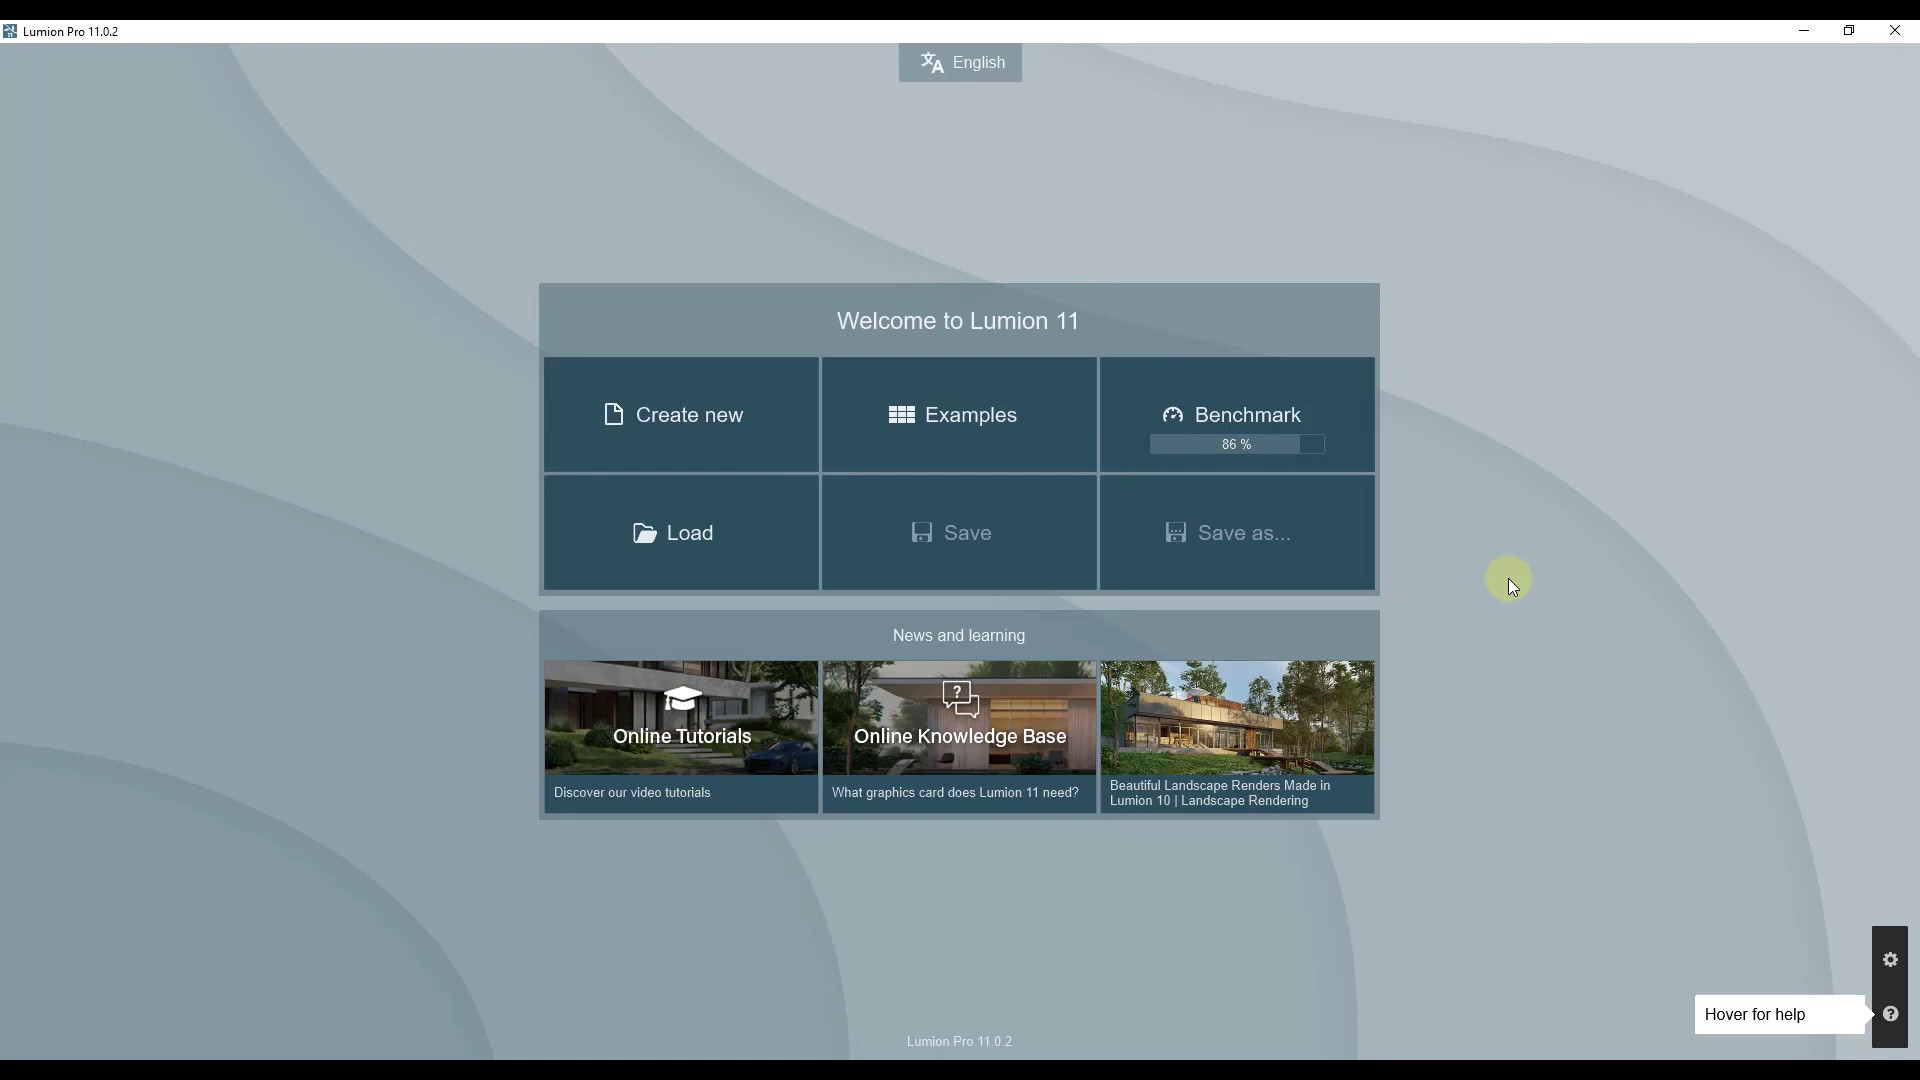 Lumion Pro 11.0.2
English
Welcome to Lumion 11
Create new
Examples
Benchmark
86 %
Load
Save
Save as...
News and learning
Online Tutorials
Online Knowledge Base
Discover our video tutorials
What graphics card does Lumion 11 need?
Beautiful Landscape Renders Made in
Lumion 10 | Landscape Rendering
Hover for help
Lumion Pro 11.0.2